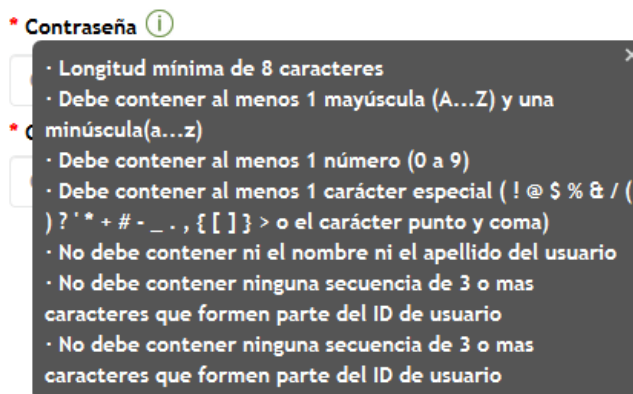 * Contraseña i
×
· Longitud mínima de 8 caracteres
· Debe contener al menos 1 mayúscula (A...Z) y una
minúscula(a...z)
· Debe contener al menos 1 número (0 a 9)
· Debe contener al menos 1 carácter especial ( ! @ $ % & / (
) ? ' * + # - _ . , { [ ] } > o el carácter punto y coma)
· No debe contener ni el nombre ni el apellido del usuario
· No debe contener ninguna secuencia de 3 o mas
caracteres que formen parte del ID de usuario
· No debe contener ninguna secuencia de 3 o mas
caracteres que formen parte del ID de usuario